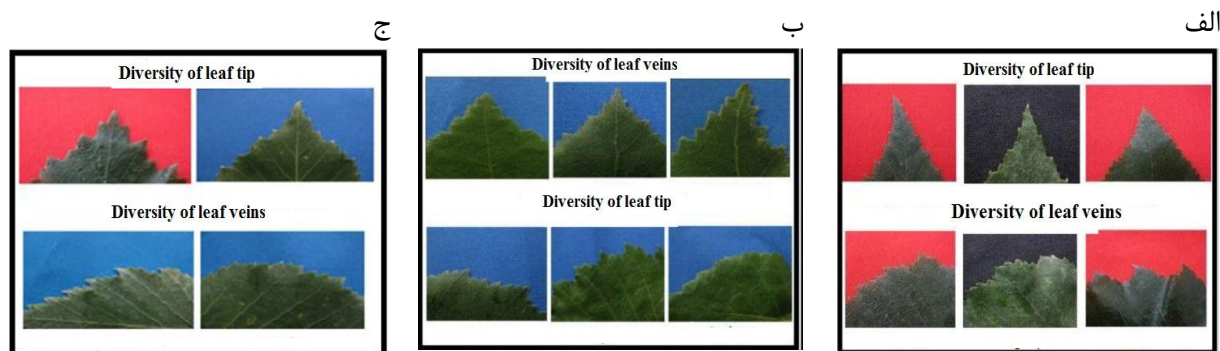 الف
Diversity of leaf tip
Diversity of leaf veins
ب
Diversity of leaf veins
Diversity of leaf tip
ج
Diversity of leaf tip
Diversity of leaf veins